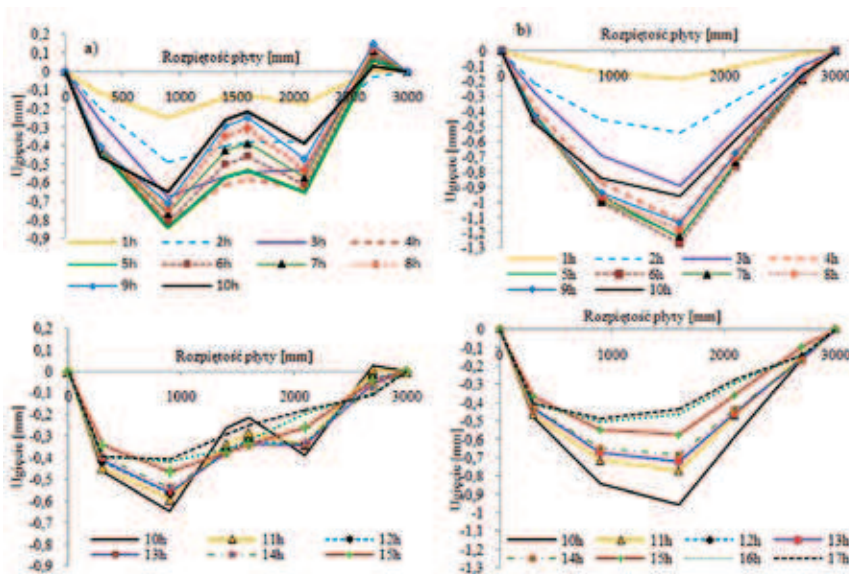 a)
Rozpiętość płyty [mm]
Ugięcie [mm]
0,2
0,1
0
-0,1
-0,2
-0,3
-0,4
-0,5
-0,6
-0,7
-0,8
-0,9
0 500 1000 1500 2000 2500 3000
1h 2h 3h 4h
5h 6h 7h 8h
9h 10h
b)
Rozpiętość płyty [mm]
Ugięcie [mm]
0
-0,1
-0,2
-0,3
-0,4
-0,5
-0,6
-0,7
-0,8
-0,9
-1
-1,1
-1,2
-1,3
0 1000 2000 3000
1h 2h 3h 4h
5h 6h 7h 8h
9h 10h
Rozpiętość płyty [mm]
Ugięcie [mm]
0,2
0,1
0
-0,1
-0,2
-0,3
-0,4
-0,5
-0,6
-0,7
-0,8
-0,9
0 1000 2000 3000
10h 11h 12h
13h 14h 15h
Rozpiętość płyty [mm]
Ugięcie [mm]
0
-0,1
-0,2
-0,3
-0,4
-0,5
-0,6
-0,7
-0,8
-0,9
-1
-1,1
-1,2
-1,3
0 1000 2000 3000
10h 11h 12h 13h
14h 15h 16h 17h